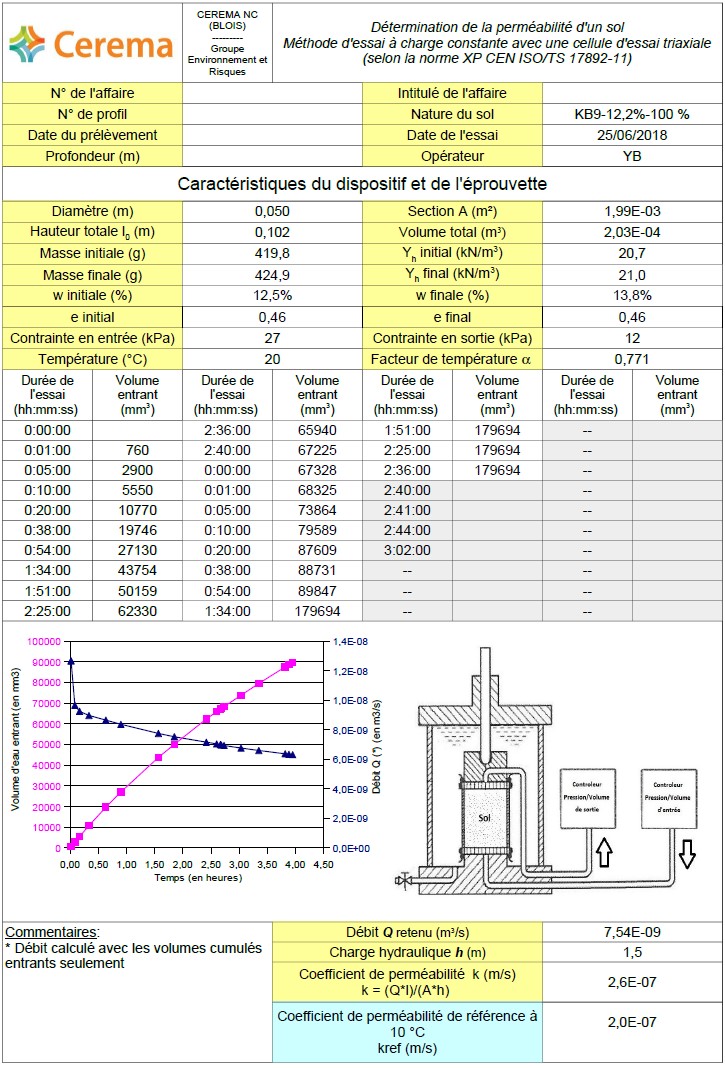 Cerema
CEREMA NC
(BLOIS)
---------
Groupe
Environnement et
Risques
Détermination de la perméabilité d'un sol
Méthode d'essai à charge constante avec une cellule d'essai triaxiale
(selon la norme XP CEN ISO/TS 17892-11)
N° de l'affaire Intitulé de l'affaire
N° de profil Nature du sol KB9-12,2%-100 %
Date du prélèvement Date de l'essai 25/06/2018
Profondeur (m) Opérateur YB
Caractéristiques du dispositif et de l'éprouvette
Diamètre (m) 0,050 Section A (m²) 1,99E-03
Hauteur totale l0 (m) 0,102 Volume total (m³) 2,03E-04
Masse initiale (g) 419,8 Yh initial (kN/m³) 20,7
Masse finale (g) 424,9 Yh final (kN/m³) 21,0
w initiale (%) 12,5% w finale (%) 13,8%
e initial 0,46 e final 0,46
Contrainte en entrée (kPa) 27 Contrainte en sortie (kPa) 12
Température (°C) 20 Facteur de température α 0,771
Durée de Volume Durée de Volume Durée de Volume Durée de Volume
l'essai entrant l'essai entrant l'essai entrant l'essai entrant
(hh:mm:ss) (mm³) (hh:mm:ss) (mm³) (hh:mm:ss) (mm³) (hh:mm:ss) (mm³)
0:00:00 2:36:00 65940 1:51:00 179694 --
0:01:00 760 2:40:00 67225 2:25:00 179694 --
0:05:00 2900 0:00:00 67328 2:36:00 179694 --
0:10:00 5550 0:01:00 68325 2:40:00 --
0:20:00 10770 0:05:00 73864 2:41:00 --
0:38:00 19746 0:10:00 79589 2:44:00 --
0:54:00 27130 0:20:00 87609 3:02:00 --
1:34:00 43754 0:38:00 88731 -- --
1:51:00 50159 0:54:00 89847 -- --
2:25:00 62330 1:34:00 179694 -- --
Volume d'eau entrant (en mm3)
100000
90000
80000
70000
60000
50000
40000
30000
20000
10000
0
0,00 0,50 1,00 1,50 2,00 2,50 3,00 3,50 4,00 4,50
Temps (en heures)
1,4E-08
1,2E-08
1,0E-08
8,0E-09
6,0E-09
4,0E-09
2,0E-09
0,0E+00
Débit Q (*) (en m3/s)
Sol
Controleur
Pression/Volume
de sortie
Controleur
Pression/Volume
d'entrée
Commentaires:
* Débit calculé avec les volumes cumulés
entrants seulement
Débit Q retenu (m³/s) 7,54E-09
Charge hydraulique h (m) 1,5
Coefficient de perméabilité k (m/s)
k = (Q*l)/(A*h)
2,6E-07
Coefficient de perméabilité de référence à
10 °C
kref (m/s)
2,0E-07